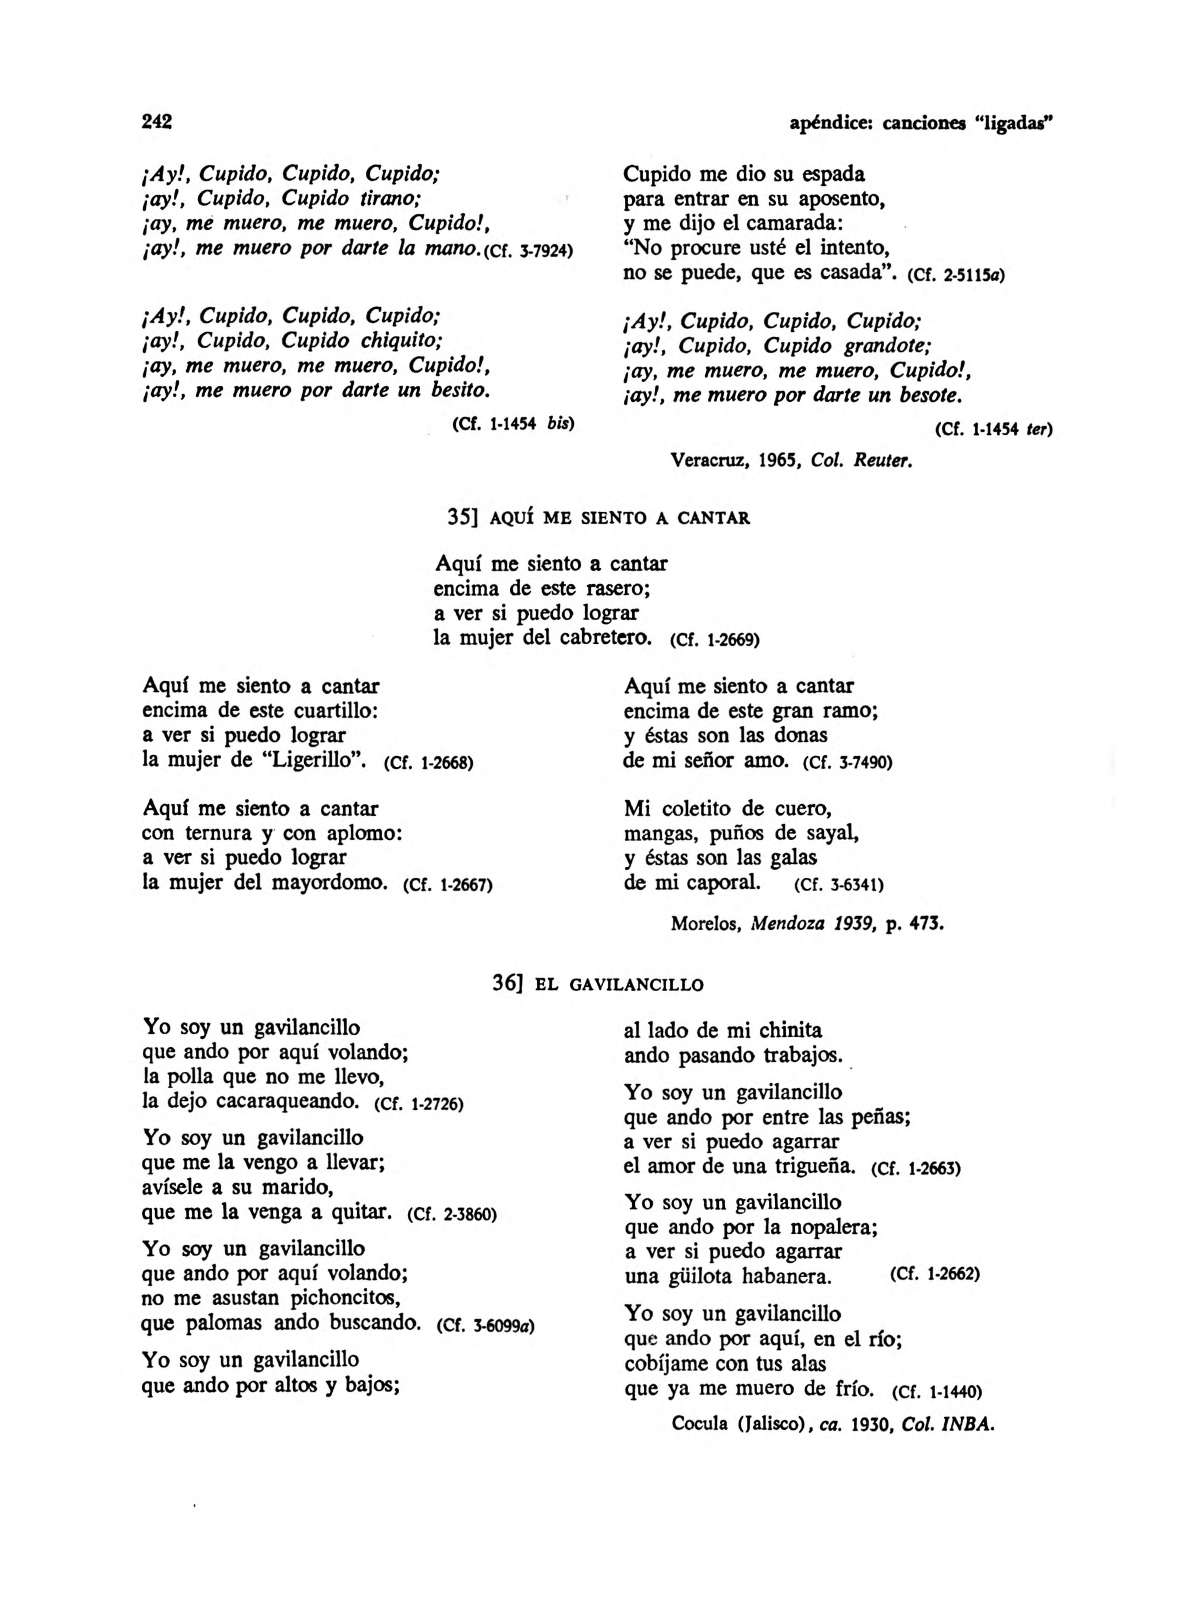 242
apéndice: canciones “ligadas”
¡Ay!, Cupido, Cupido, Cupido;
¡ay!, Cupido, Cupido tirano;
¡ay, me muero, me muero, Cupido!,
¡ay!, me muero por darte la mano. (Cf. 3-7924)
¡Ay!, Cupido, Cupido, Cupido;
¡ay!, Cupido, Cupido chiquito;
¡ay, me muero, me muero, Cupido!,
¡ay!, me muero por darte un besito.
(Cf. 1-1454 bis)
Cupido me dio su espada
para entrar en su aposento,
y me dijo el camarada:
“No procure usté el intento,
no se puede, que es casada”. (Cf. 2-5115a)
¡Ay!, Cupido, Cupido, Cupido;
¡ay!, Cupido, Cupido grandote;
¡ay, me muero, me muero, Cupido!,
¡ay!, me muero por darte un besote.
(Cf. 1-1454 ter)
Veracruz, 1965, Col. Reuter.
35] AQUÍ ME SIENTO A CANTAR
Aquí me siento a cantar
encima de este rasero;
a ver si puedo lograr
la mujer del cabretero. (Cf. 1-2669)
Aquí me siento a cantar
encima de este cuartillo:
a ver si puedo lograr
la mujer de “Ligerillo”. (Cf. 1-2668)
Aquí me siento a cantar
con ternura y con aplomo:
a ver si puedo lograr
la mujer del mayordomo. (Cf. 1-2667)
Aquí me siento a cantar
encima de este gran ramo;
y éstas son las donas
de mi señor amo. (Cf. 3-7490)
Mi coletito de cuero,
mangas, puños de sayal,
y éstas son las galas
de mi caporal. (Cf. 3-6341)
Morelos, Mendoza 1939, p. 473.
36] EL GAVILANCILLO
Yo soy un gavilancillo
que ando por aquí volando;
la polla que no me llevo,
la dejo cacaraqueando. (Cf. 1-2726)
Yo soy un gavilancillo
que me la vengo a llevar;
avísele a su marido,
que me la venga a quitar. (Cf. 2-3860)
Yo soy un gavilancillo
que ando por aquí volando;
no me asustan pichoncitos,
que palomas ando buscando. (Cf. 3-6099a)
Yo soy un gavilancillo
que ando por altos y bajos;
al lado de mi chinita
ando pasando trabajos.
Yo soy un gavilancillo
que ando por entre las peñas;
a ver si puedo agarrar
el amor de una trigueña. (Cf. 1-2663)
Yo soy un gavilancillo
que ando por la nopalera;
a ver si puedo agarrar
una güilota habanera. (Cf. 1-2662)
Yo soy un gavilancillo
que ando por aquí, en el río;
cobíjame con tus alas
que ya me muero de frío. (Cf. 1-1440)
Cocula (Jalisco), ca. 1930, Col. INBA.